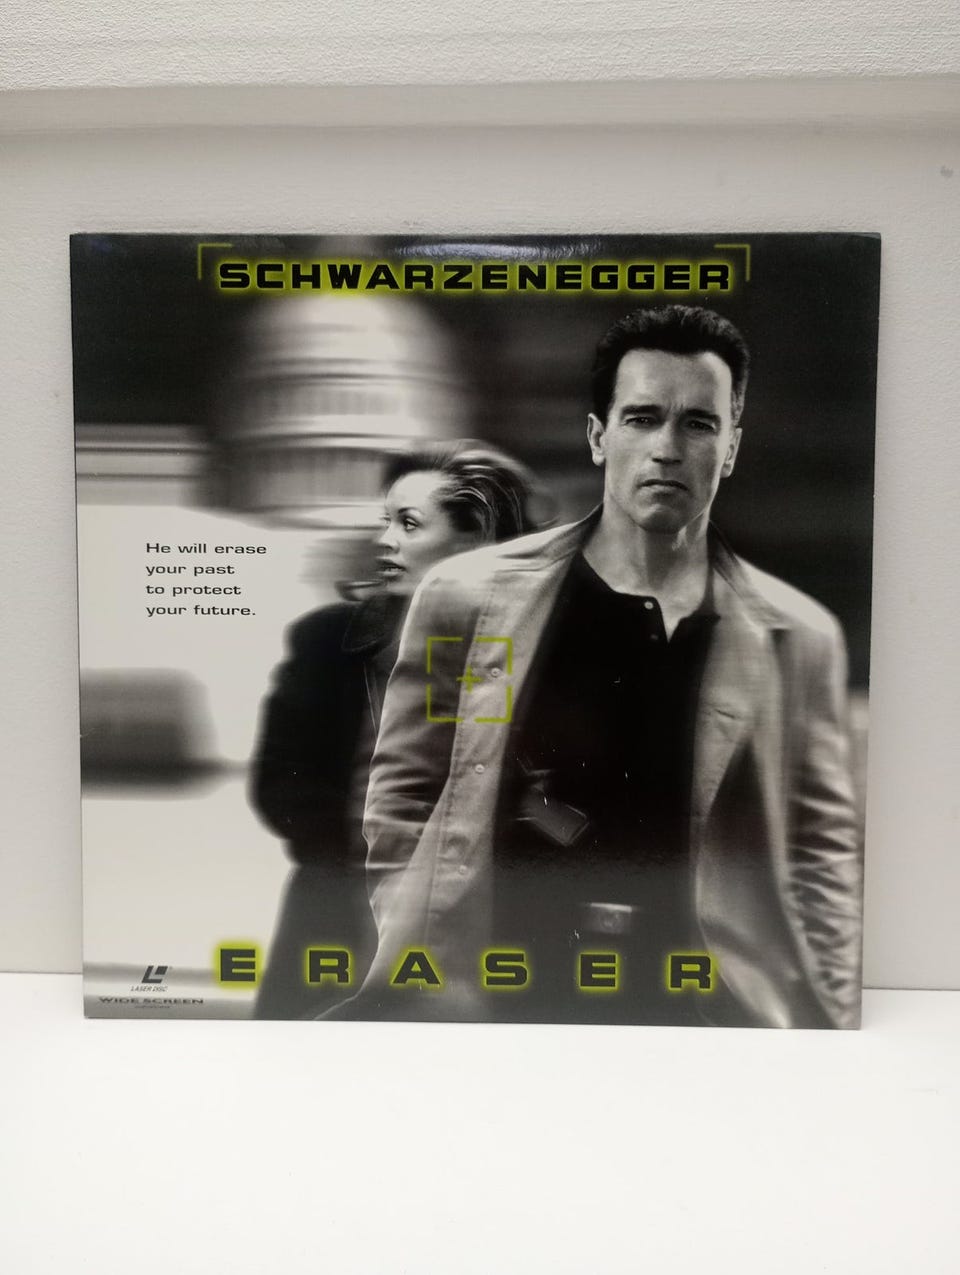 SCHWARZENEGGER
He will erase
your past
to protect
your future.
ERASER
LASER DISC
WIDE SCREEN